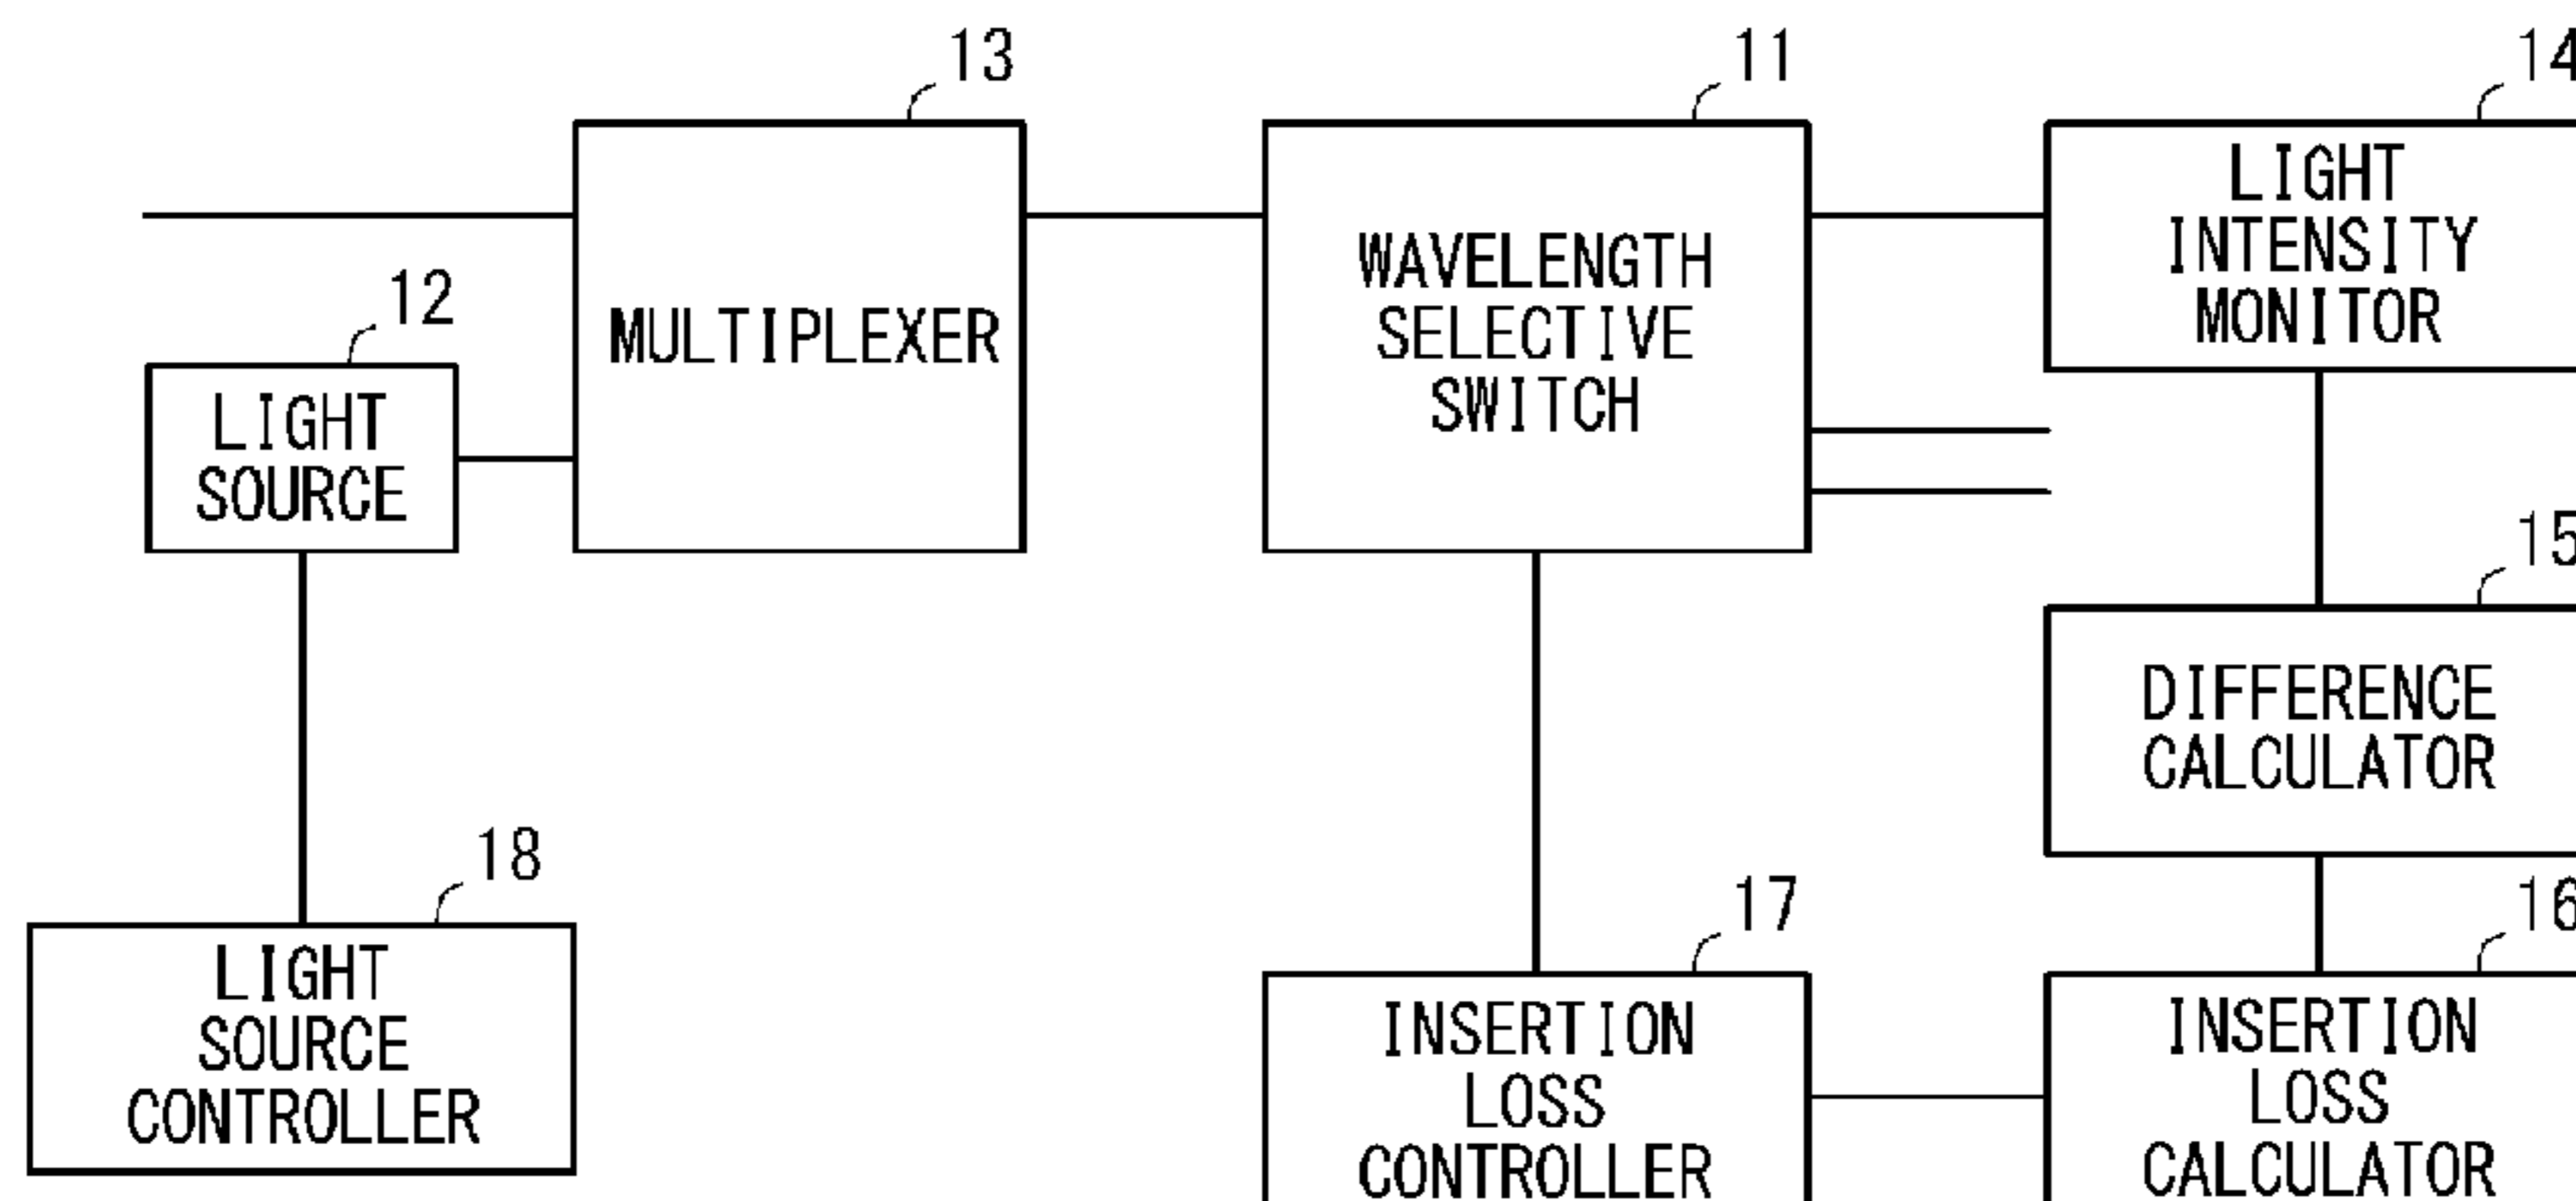 13
11
14
MULTIPLEXER
WAVELENGTH
SELECTIVE
SWITCH
LIGHT
INTENSITY
MONITOR
12
LIGHT
SOURCE
15
DIFFERENCE
CALCULATOR
18
LIGHT
SOURCE
CONTROLLER
17
INSERTION
LOSS
CONTROLLER
16
INSERTION
LOSS
CALCULATOR